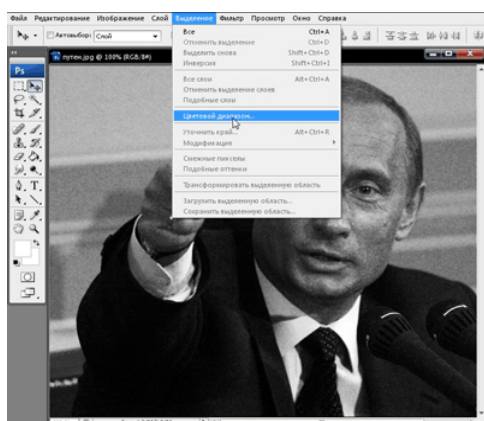 Файл Редактирование Изображение Слой Выделение Фильтр Просмотр Окно Справка
Автовыбор: Слой
путен.jpg @ 100% (RGB/8#)
Ps
Все Ctrl+A
Отменить выделение Ctrl+D
Выделить снова Shift+Ctrl+D
Инверсия Shift+Ctrl+I
Все слои Alt+Ctrl+A
Отменить выделение слоев
Подобные слои
Цветовой диапазон...
Уточнить край... Alt+Ctrl+R
Модификация
Смежные пикселы
Подобные оттенки
Трансформировать выделенную область
Загрузить выделенную область...
Сохранить выделенную область...